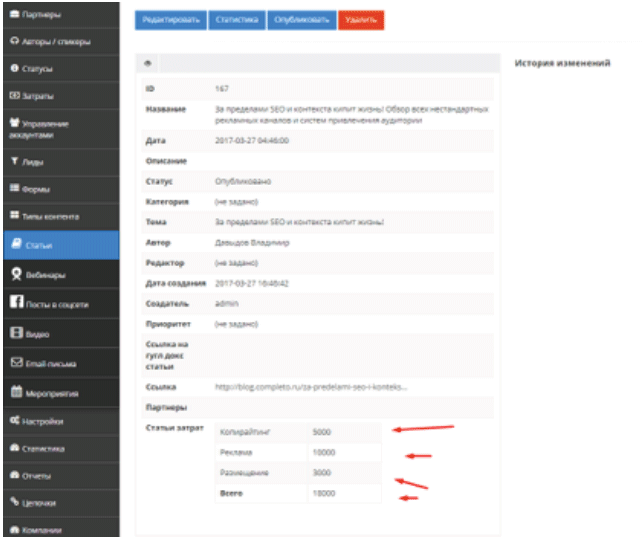 Партнеры
Авторы / спикеры
Статусы
Затраты
Управление
аккаунтами
Лиды
Формы
Типы контента
Статьи
Вебинары
Посты в соцсети
Видео
Email-письма
Мероприятия
Настройки
Статистика
Отчеты
Цепочки
Компании
Редактировать Статистика Опубликовать Удалить
История изменений
ID 167
Название За пределами SEO и контекста кипит жизнь! Обзор всех нестандартных
рекламных каналов и систем привлечения аудитории
Дата 2017-03-27 04:46:00
Описание
Статус Опубликовано
Категория (не задано)
Тема За пределами SEO и контекста кипит жизнь!
Автор Давыдов Владимир
Редактор (не задано)
Дата создания 2017-03-27 16:46:42
Создатель admin
Приоритет (не задано)
Ссылка на
гугл докс
статьи
Ссылка http://blog.completo.ru/za-predelami-seo-i-konteks...
Партнеры
Статьи затрат
Копирайтинг 5000
Реклама 10000
Размещение 3000
Всего 18000